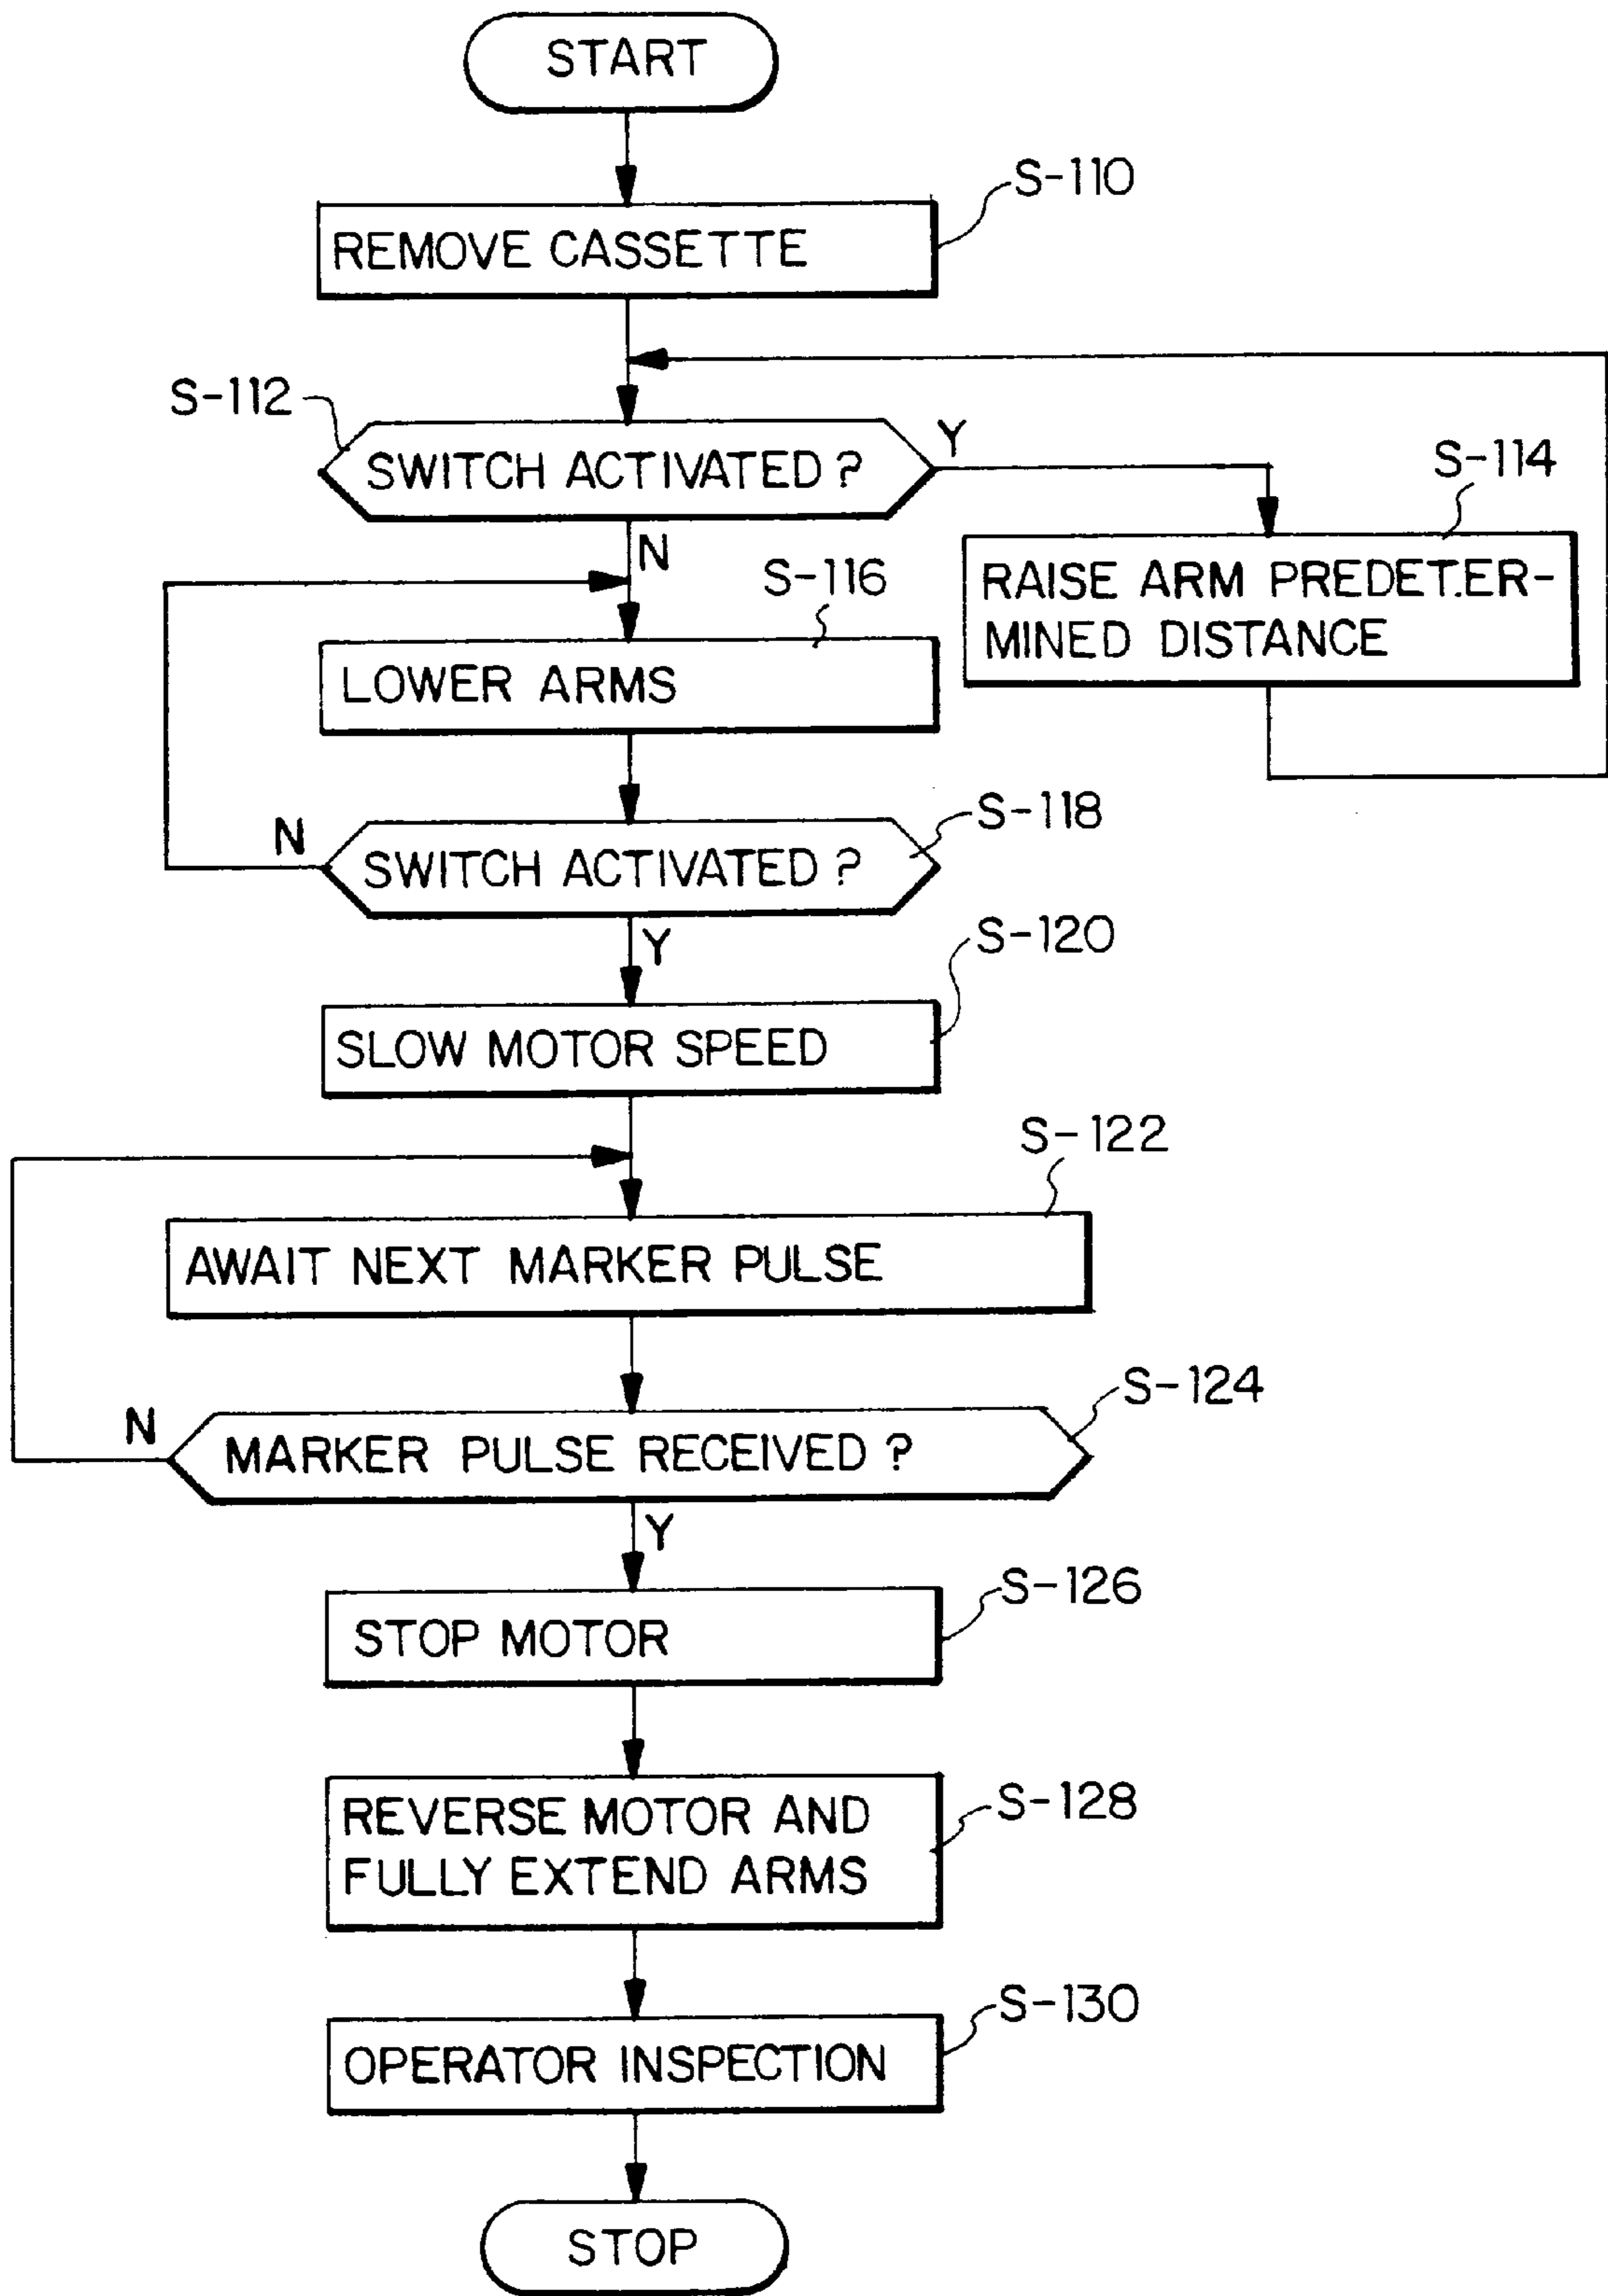 START
S-110
REMOVE CASSETTE
S-112
Y
SWITCH ACTIVATED ?
S-114
N
S-116
RAISE ARM PREDETER-
MINED DISTANCE
LOWER ARMS
S-118
N
SWITCH ACTIVATED ?
Y
S-120
SLOW MOTOR SPEED
S-122
AWAIT NEXT MARKER PULSE
S-124
N
MARKER PULSE RECEIVED ?
Y
S-126
STOP MOTOR
S-128
REVERSE MOTOR AND
FULLY EXTEND ARMS
S-130
OPERATOR INSPECTION
STOP